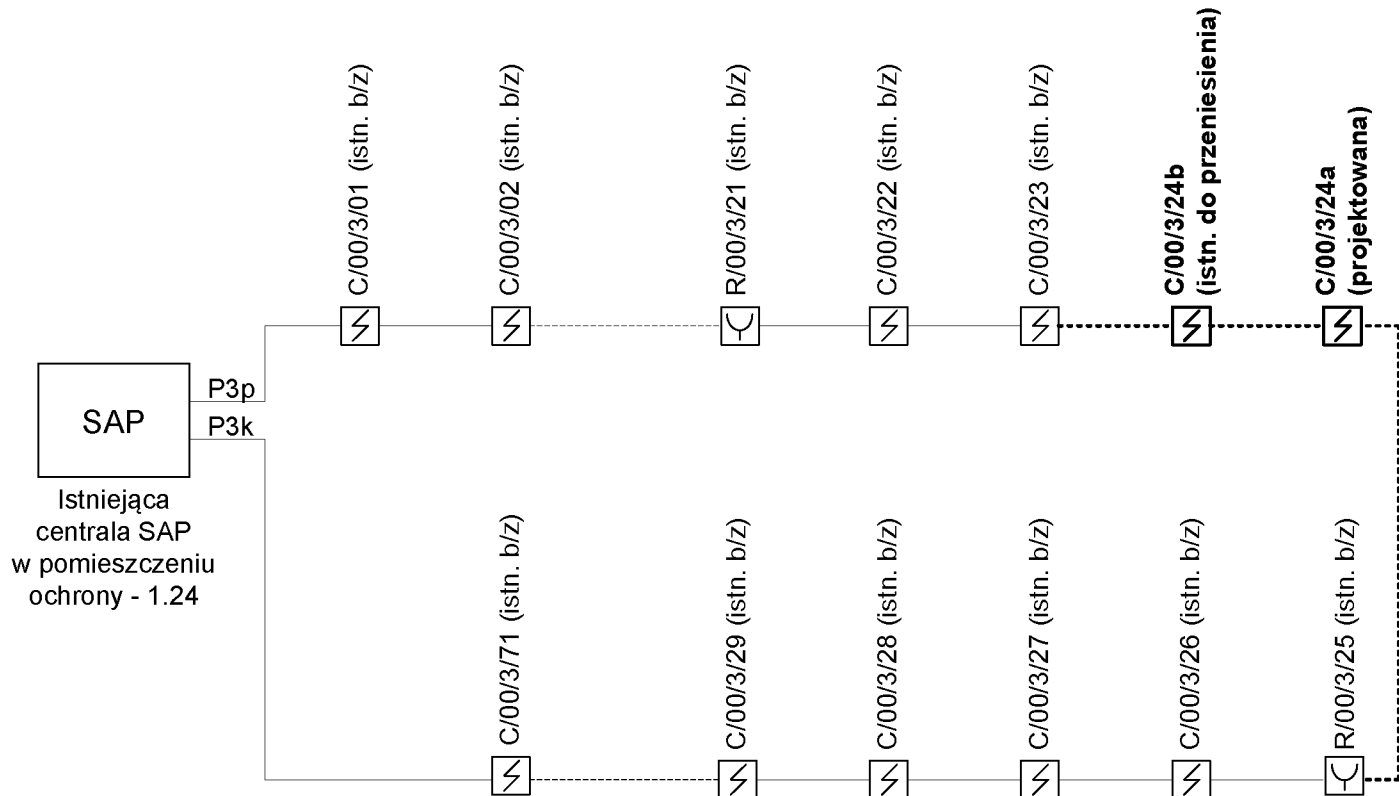 C/00/3/01 (istn. b/z)
C/00/3/02 (istn. b/z)
R/00/3/21 (istn. b/z)
C/00/3/22 (istn. b/z)
C/00/3/23 (istn. b/z)
C/00/3/24b
(istn. do przeniesienia)
C/00/3/24a
(projektowana)
P3p
SAP
P3k
Istniejąca
centrala SAP
w pomieszczeniu
ochrony - 1.24
C/00/3/71 (istn. b/z)
C/00/3/29 (istn. b/z)
C/00/3/28 (istn. b/z)
C/00/3/27 (istn. b/z)
C/00/3/26 (istn. b/z)
R/00/3/25 (istn. b/z)